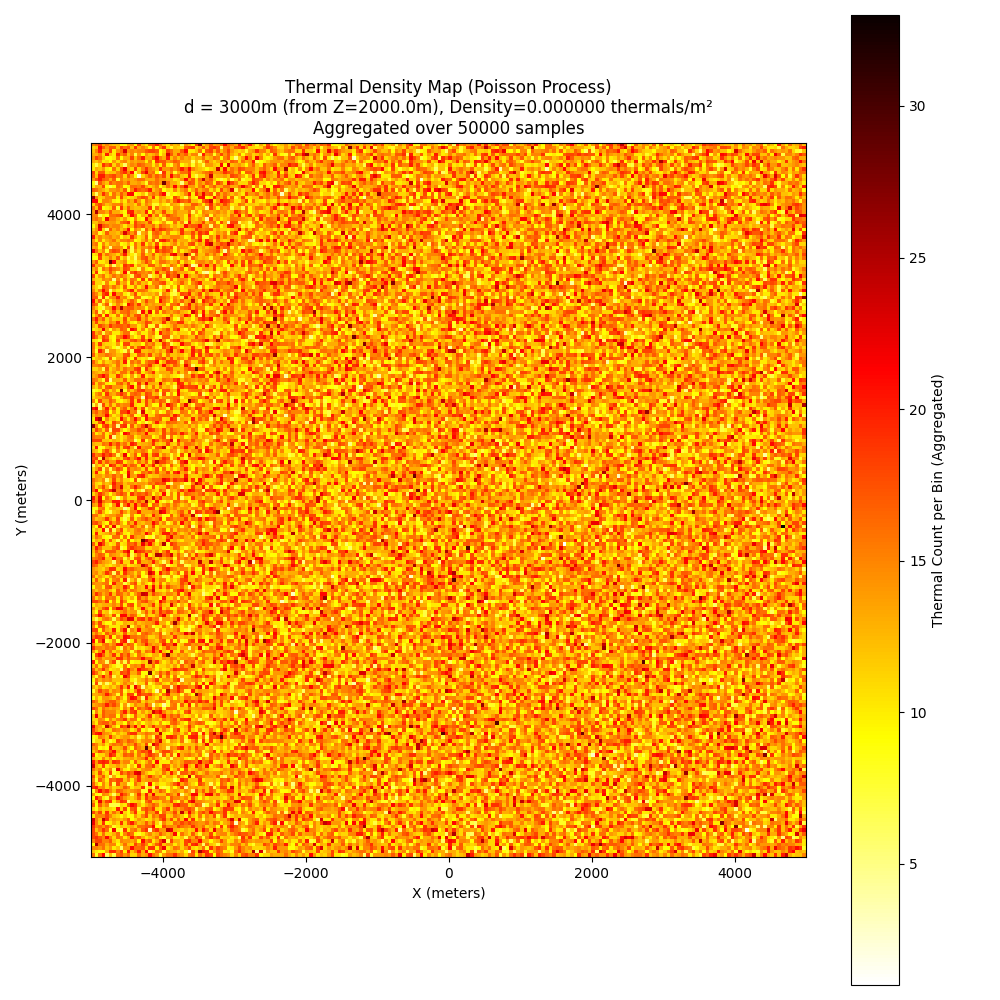 Thermal Density Map (Poisson Process)
d = 3000m (from Z=2000.0m), Density=0.000000 thermals/m²
Aggregated over 50000 samples
Y (meters)
4000
2000
0
−2000
−4000
−4000
−2000
0
2000
4000
X (meters)
30
25
20
15
10
5
Thermal Count per Bin (Aggregated)